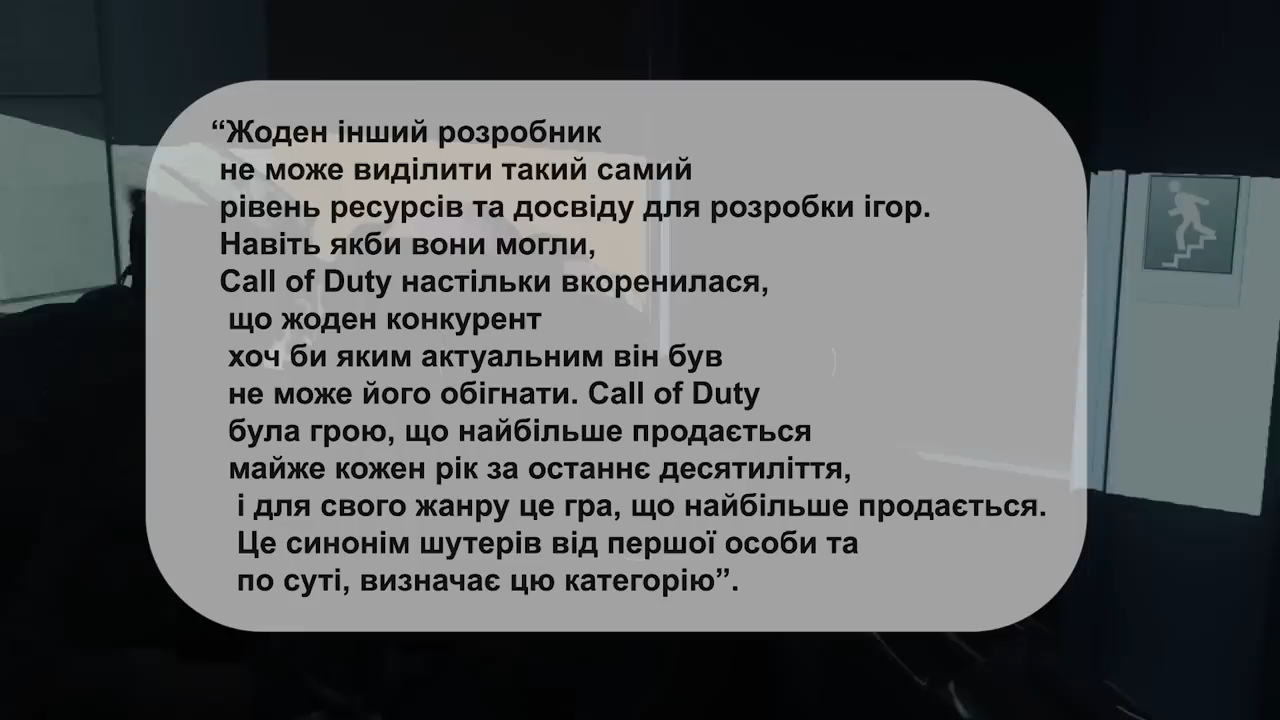 “Жоден інший розробник
не може виділити такий самий
рівень ресурсів та досвіду для розробки ігор.
Навіть якби вони могли,
Call of Duty настільки вкоренилася,
що жоден конкурент
хоч би яким актуальним він був
не може його обігнати. Call of Duty
була грою, що найбільше продається
майже кожен рік за останнє десятиліття,
і для свого жанру це гра, що найбільше продається.
Це синонім шутерів від першої особи та
по суті, визначає цю категорію”.